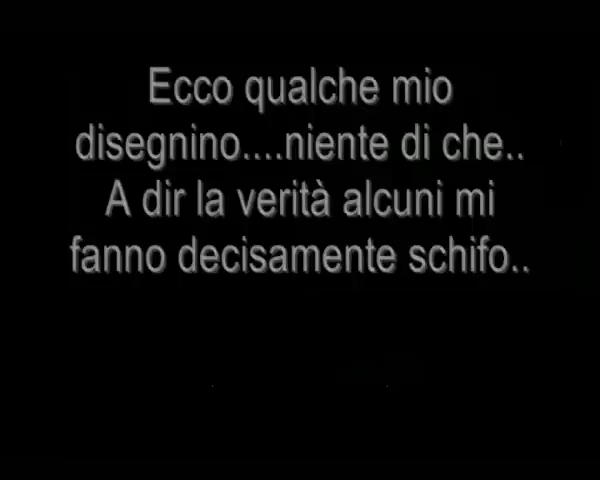 Ecco qualche mio
disegnino....niente di che..
A dir la verità alcuni mi
fanno decisamente schifo..